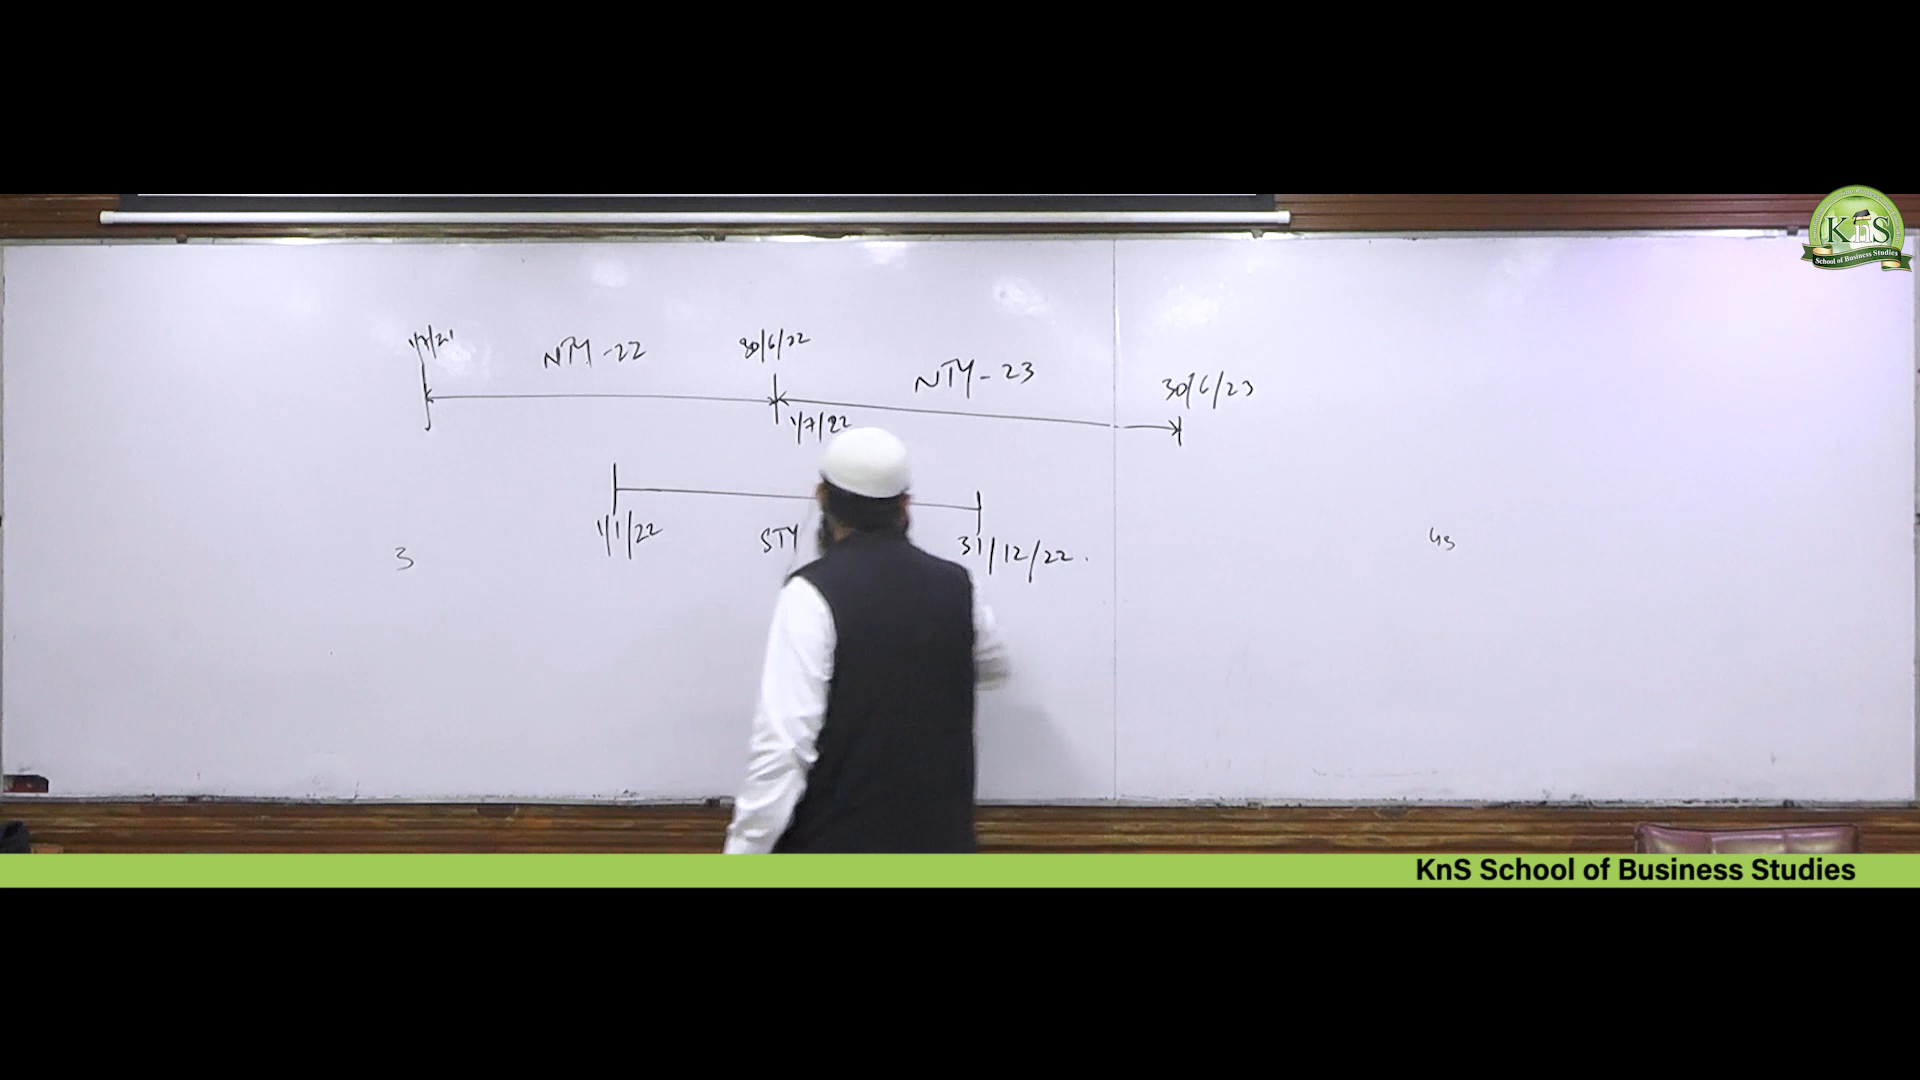 1/7/21
NTY-22
30/6/22
NTY-23
30/6/23
1/7/22
1/1/22
STY
31/12/22.
3
KnS
School of Business Studies
KnS School of Business Studies